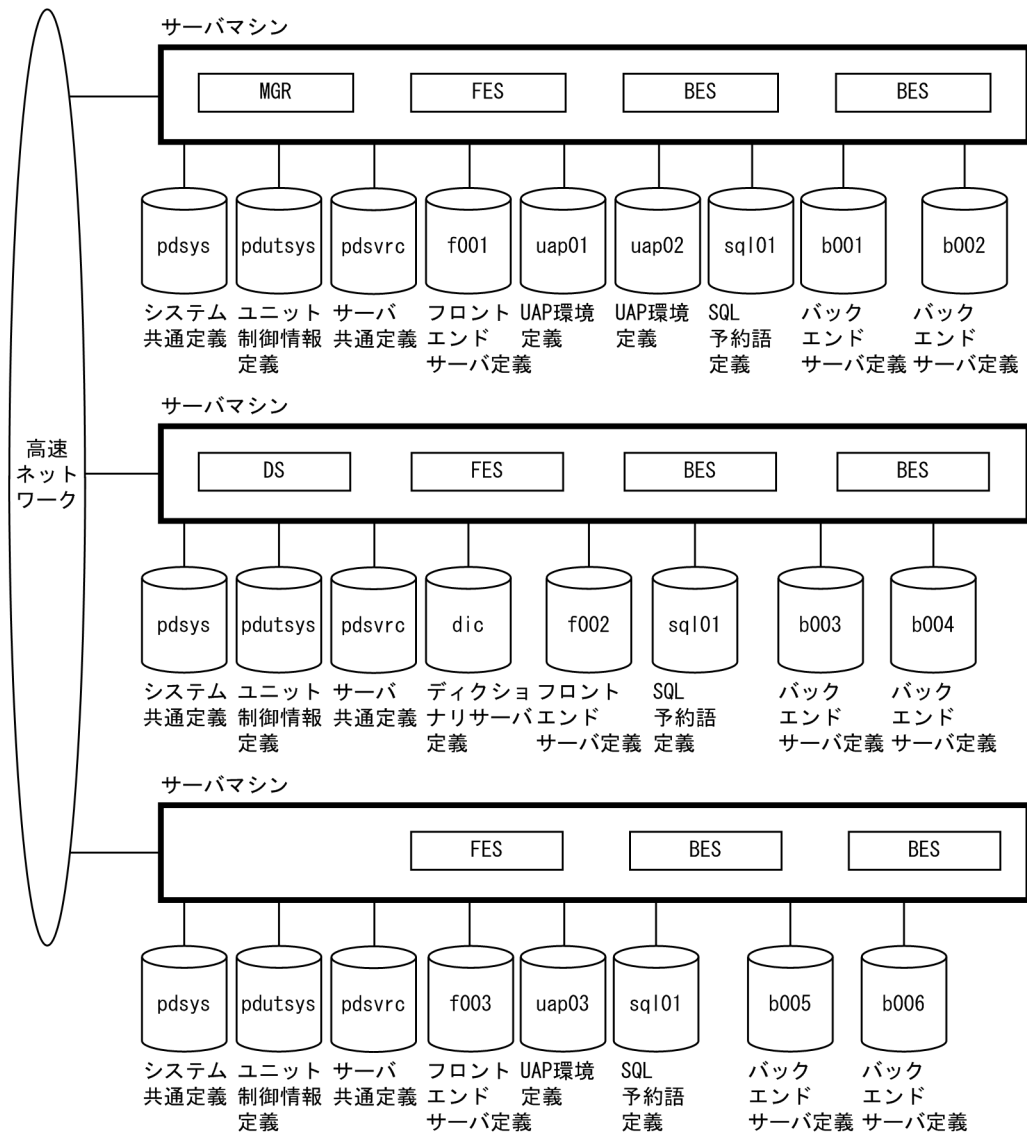 サーバマシン
MGR
FES
BES
BES
pdsys
pdutsys
pdsvrc
f001
uap01
uap02
sql01
b001
b002
システム
共通定義
ユニット
制御情報
定義
サーバ
共通定義
フロント
エンド
サーバ定義
UAP環境
定義
UAP環境
定義
SQL
予約語
定義
バック
エンド
サーバ定義
バック
エンド
サーバ定義
高速
ネット
ワーク
サーバマシン
DS
FES
BES
BES
pdsys
pdutsys
pdsvrc
dic
f002
sql01
b003
b004
システム
共通定義
ユニット
制御情報
定義
サーバ
共通定義
ディクショ
ナリサーバ
定義
フロント
エンド
サーバ定義
SQL
予約語
定義
バック
エンド
サーバ定義
バック
エンド
サーバ定義
サーバマシン
FES
BES
BES
pdsys
pdutsys
pdsvrc
f003
uap03
sql01
b005
b006
システム
共通定義
ユニット
制御情報
定義
サーバ
共通定義
フロント
エンド
サーバ定義
UAP環境
定義
SQL
予約語
定義
バック
エンド
サーバ定義
バック
エンド
サーバ定義